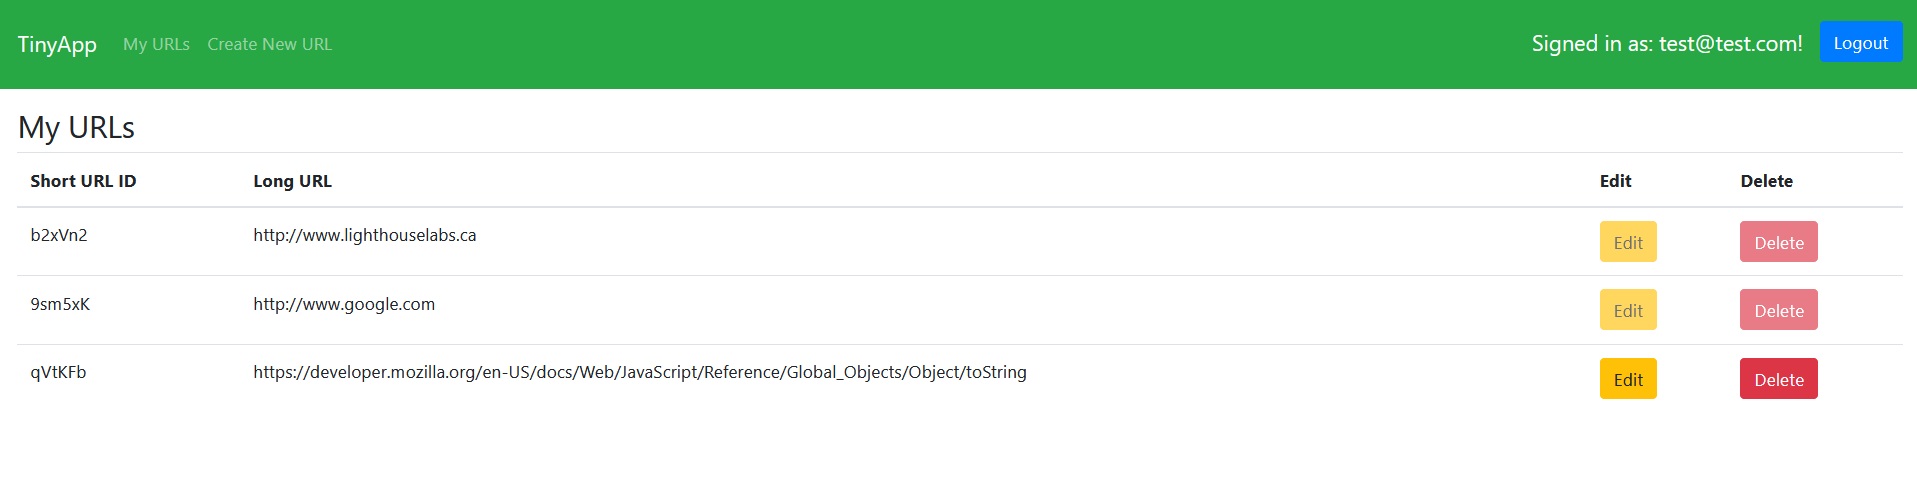 TinyApp My URLs Create New URL Signed in as: test@test.com! Logout
My URLs
Short URL ID Long URL Edit Delete
b2xVn2 http://www.lighthouselabs.ca Edit Delete
9sm5xK http://www.google.com Edit Delete
qVtKFb https://developer.mozilla.org/en-US/docs/Web/JavaScript/Reference/Global_Objects/Object/toString Edit Delete